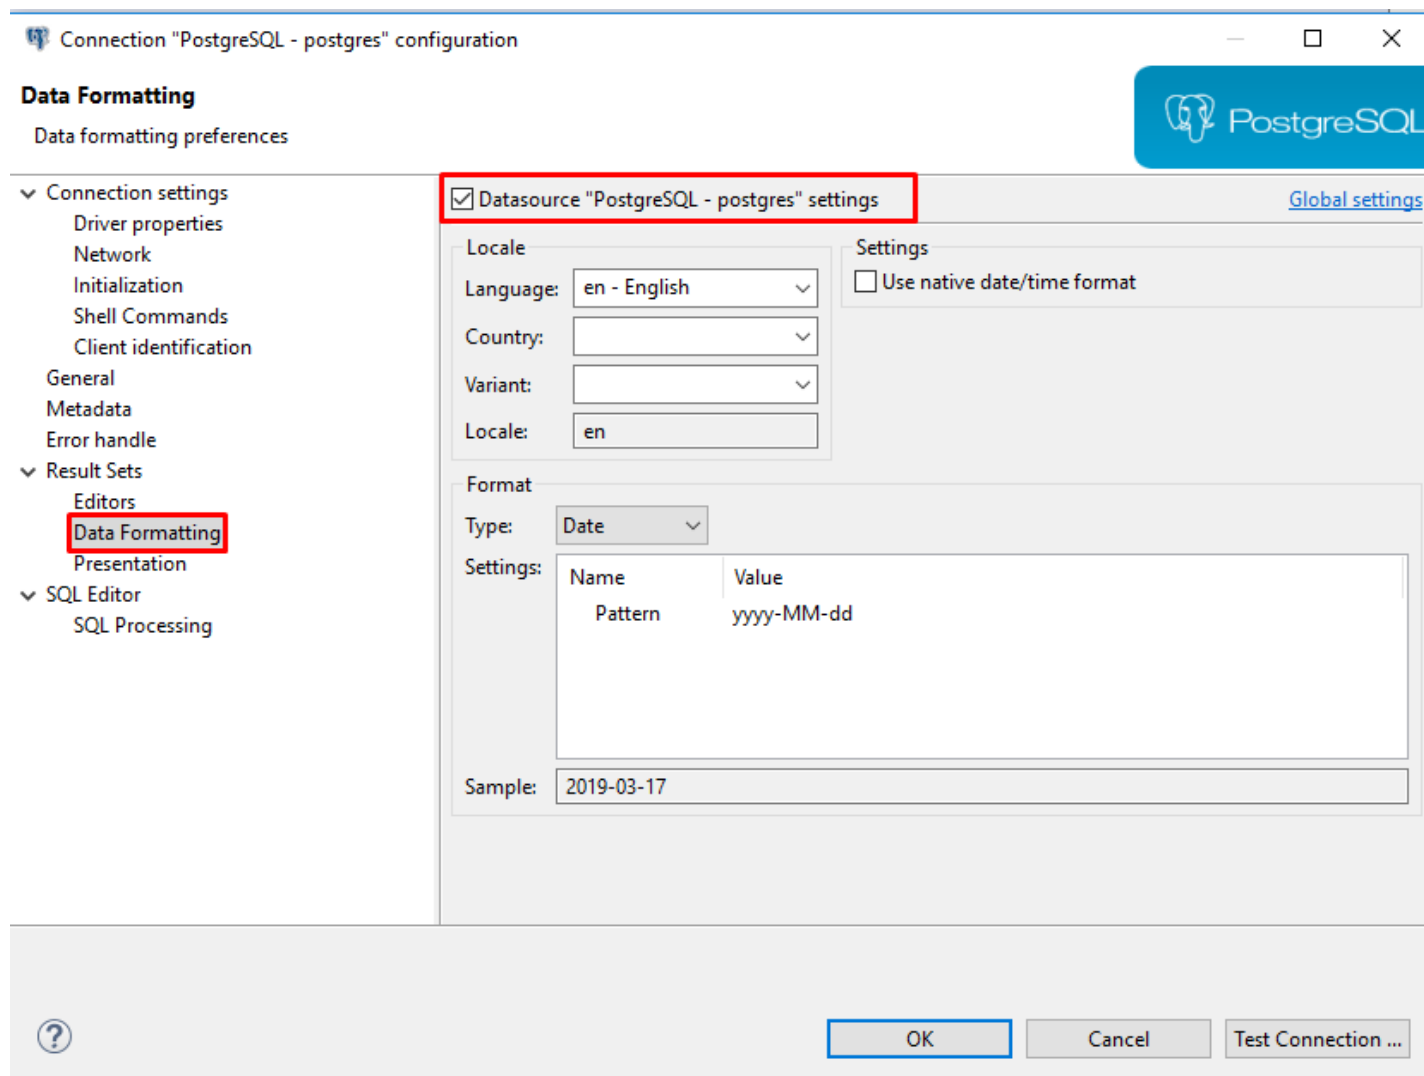 Connection "PostgreSQL - postgres" configuration
Data Formatting
Data formatting preferences
PostgreSQL
Connection settings
Driver properties
Network
Initialization
Shell Commands
Client identification
General
Metadata
Error handle
Result Sets
Editors
Data Formatting
Presentation
SQL Editor
SQL Processing
Datasource "PostgreSQL - postgres" settings
Global settings
Locale
Language: en - English
Country:
Variant:
Locale: en
Settings
Use native date/time format
Format
Type: Date
Settings:
Name Value
Pattern yyyy-MM-dd
Sample: 2019-03-17
?
OK Cancel Test Connection ...